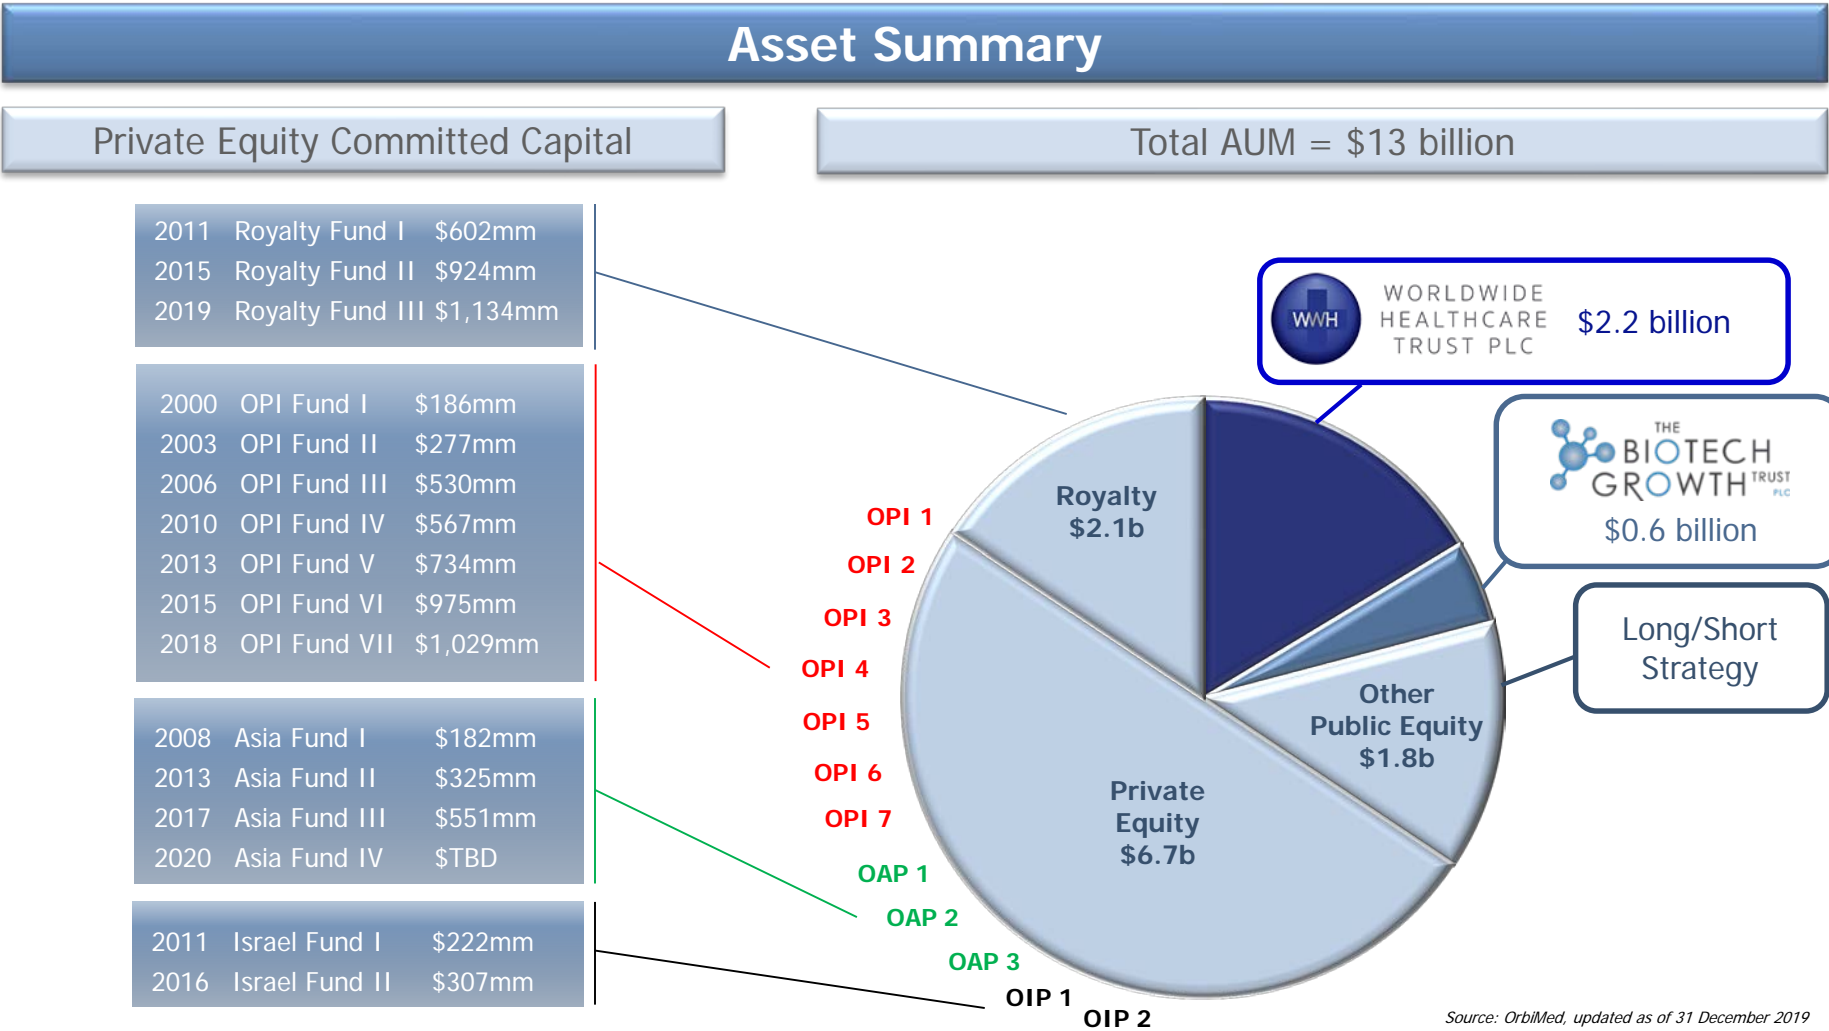 Asset Summary
Private Equity Committed Capital
Total AUM = $13 billion
2011 Royalty Fund I $602mm
2015 Royalty Fund II $924mm
2019 Royalty Fund III $1,134mm
2000 OPI Fund I $186mm
2003 OPI Fund II $277mm
2006 OPI Fund III $530mm
2010 OPI Fund IV $567mm
2013 OPI Fund V $734mm
2015 OPI Fund VI $975mm
2018 OPI Fund VII $1,029mm
2008 Asia Fund I $182mm
2013 Asia Fund II $325mm
2017 Asia Fund III $551mm
2020 Asia Fund IV $TBD
2011 Israel Fund I $222mm
2016 Israel Fund II $307mm
OPI 1
OPI 2
OPI 3
OPI 4
OPI 5
OPI 6
OPI 7
OAP 1
OAP 2
OAP 3
OIP 1
OIP 2
Royalty
$2.1b
Private
Equity
$6.7b
Other
Public Equity
$1.8b
WWH
WORLDWIDE
HEALTHCARE
TRUST PLC
$2.2 billion
THE
BIOTECH
GROWTH TRUST
PLC
$0.6 billion
Long/Short
Strategy
Source: OrbiMed, updated as of 31 December 2019